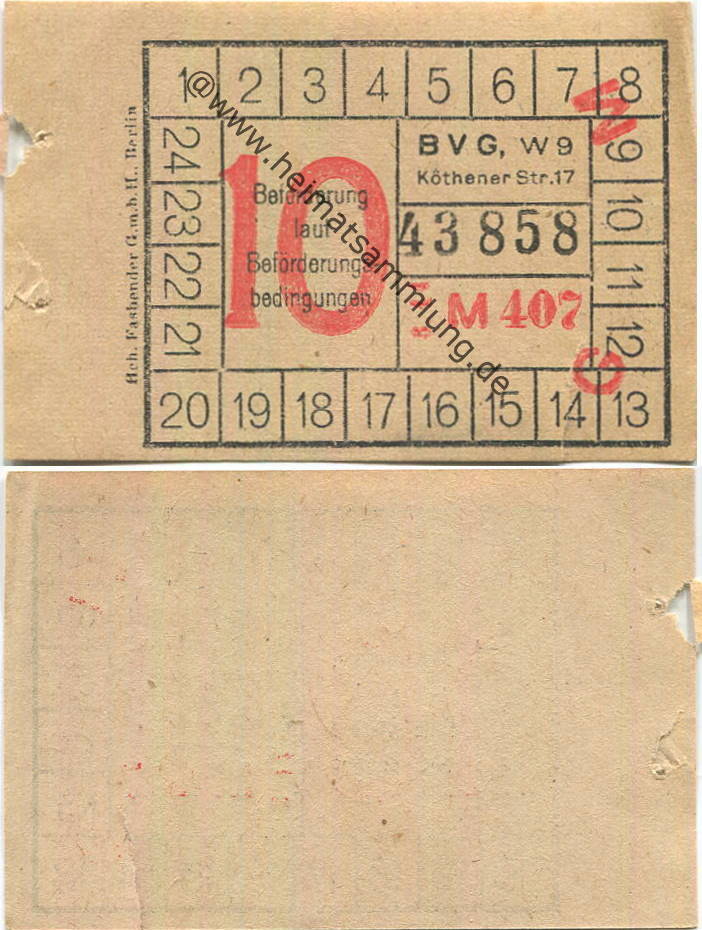 1 2 3 4 5 6 7 8
W
9
10
11
12
G
13
14
15
16
17
18
19
20
21
22
23
24
Hch. Fasbender G.m.b.H., Berlin
10
Beförderung
laut
Beförderungs-
bedingungen
BVG, W 9
Köthener Str. 17
43858
M 407
@www.heimatsammlung.de